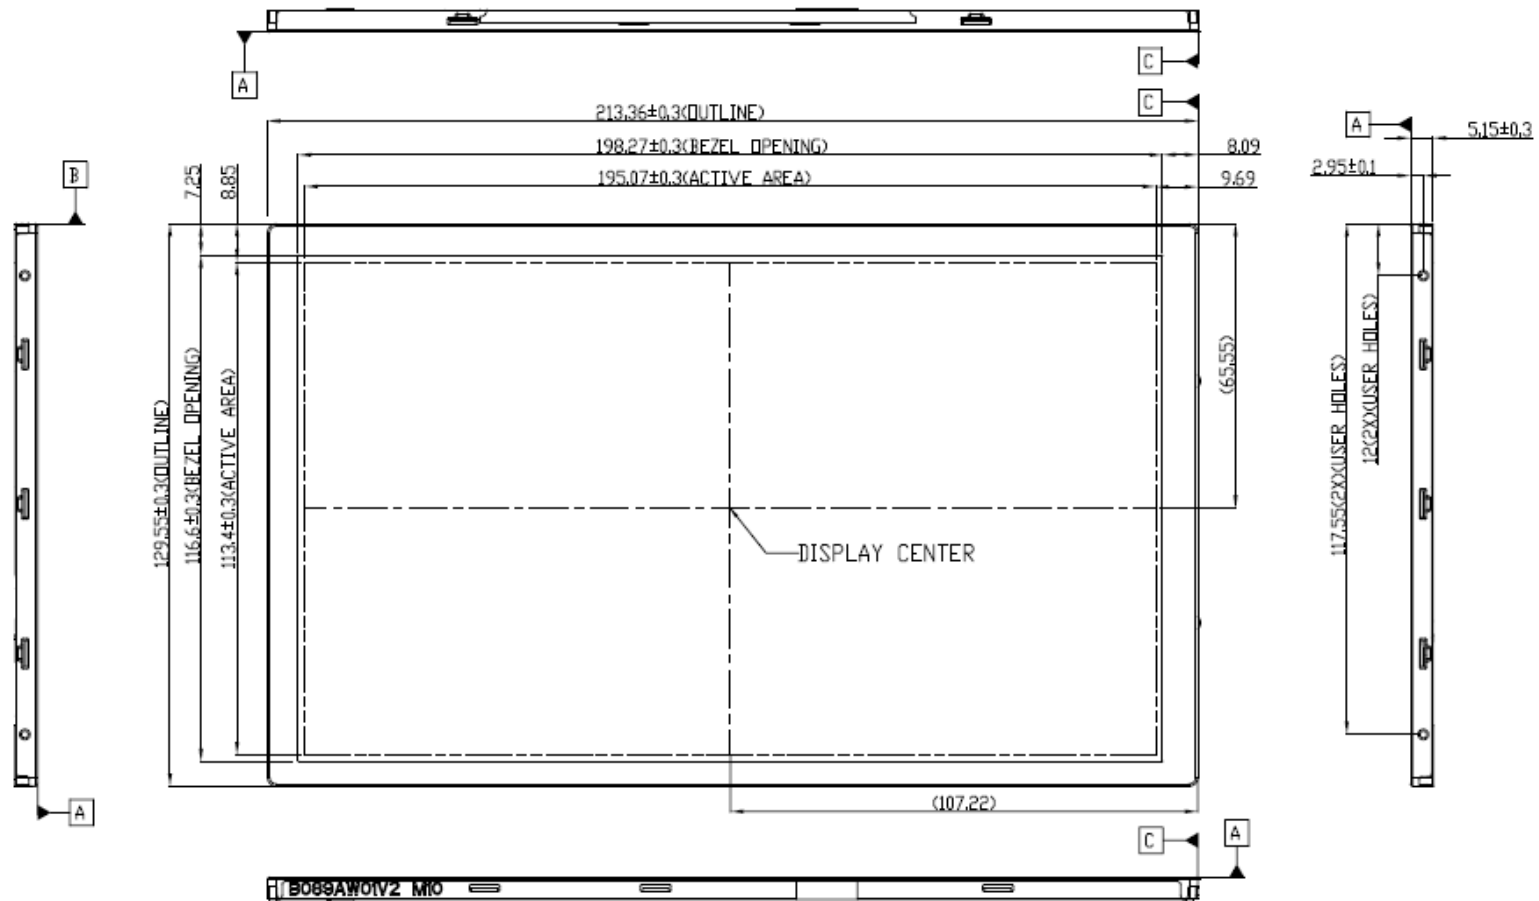 A
C
C
213.36±0.3(OUTLINE)
A
5.15±0.3
198.27±0.3(BEZEL OPENING)
8.09
2.95±0.1
B
7.25
8.85
195.07±0.3(ACTIVE AREA)
9.69
129.55±0.3(OUTLINE)
116.6±0.3(BEZEL OPENING)
113.4±0.3(ACTIVE AREA)
(65.55)
117.55(2X)(USER HOLES)
12(2X)(USER HOLES)
DISPLAY CENTER
(107.22)
A
C
A
B089AW01V2 M10